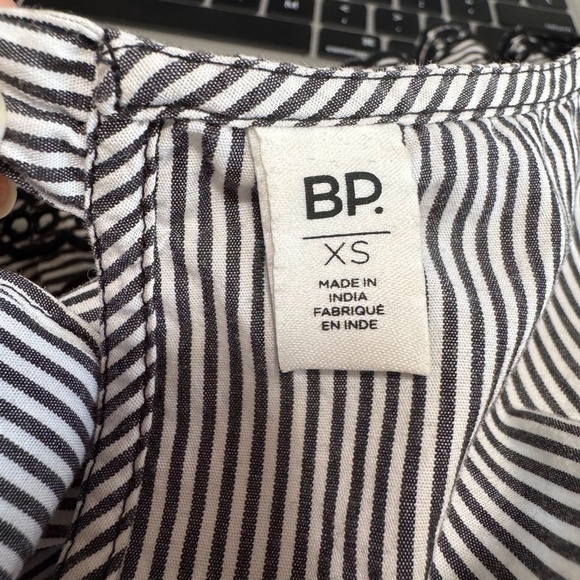 BP.
XS
MADE IN
INDIA
FABRIQUÉ
EN INDE